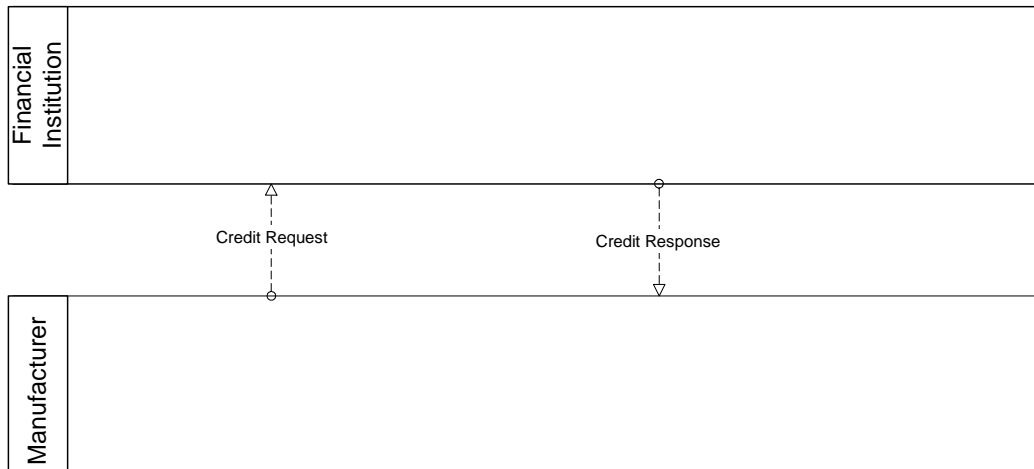 Financial
Institution
Credit Request
Credit Response
Manufacturer